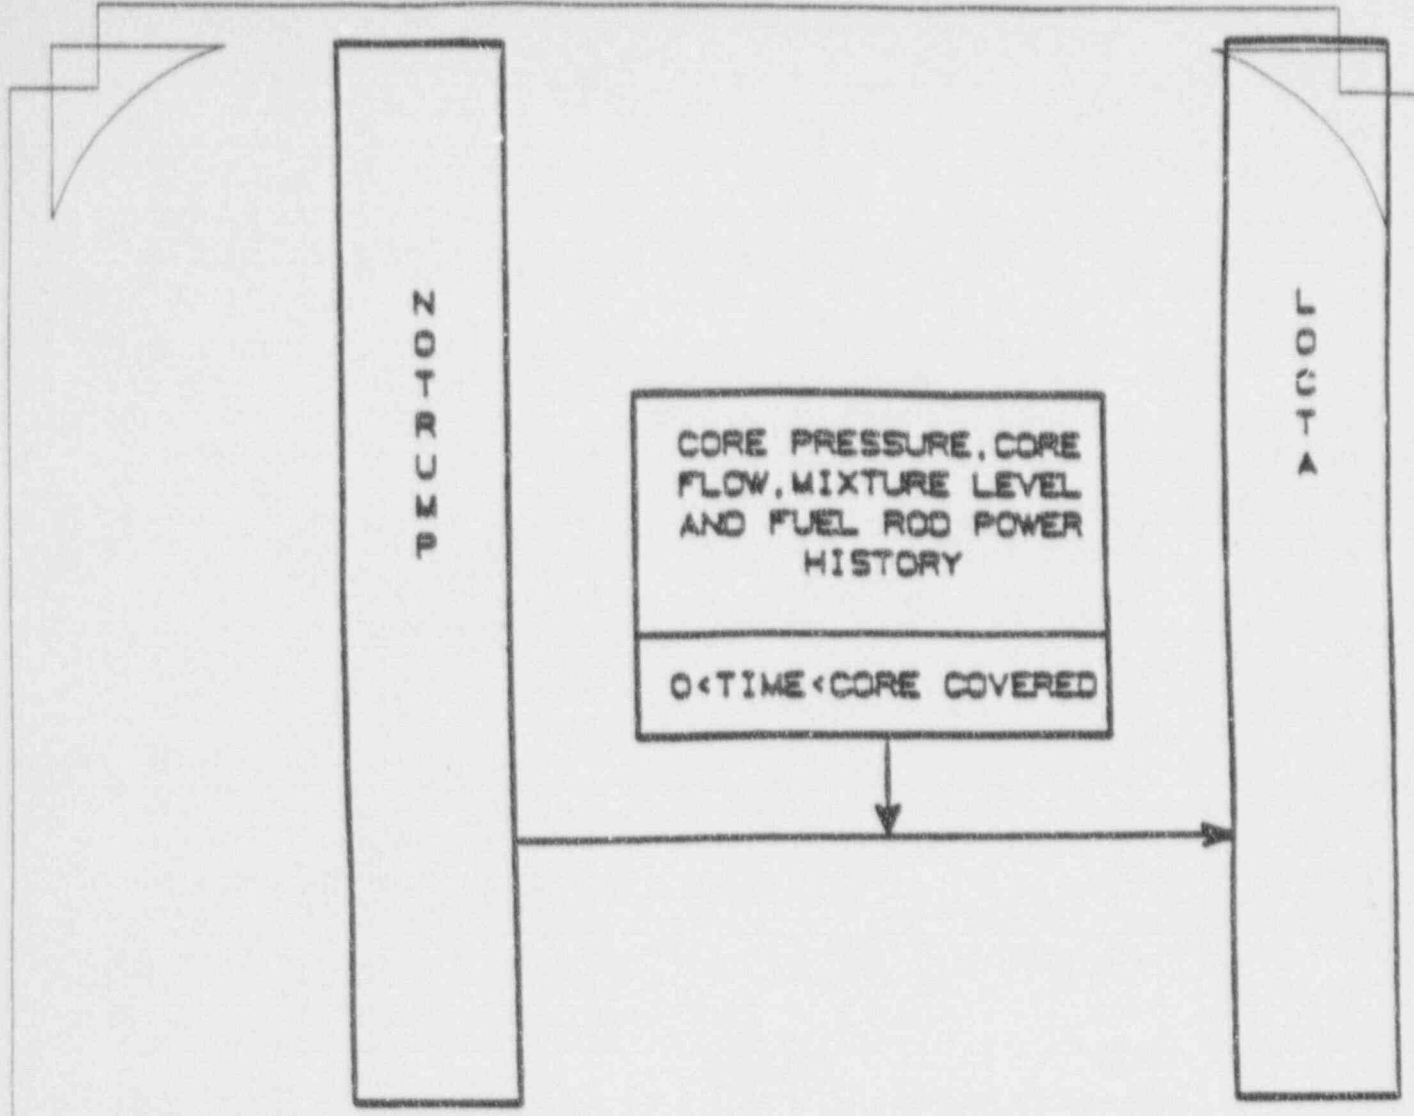 NOTRUMP
CORE PRESSURE, CORE
FLOW, MIXTURE LEVEL
AND FUEL ROD POWER
HISTORY
0<TIME<CORE COVERED
LOCTA